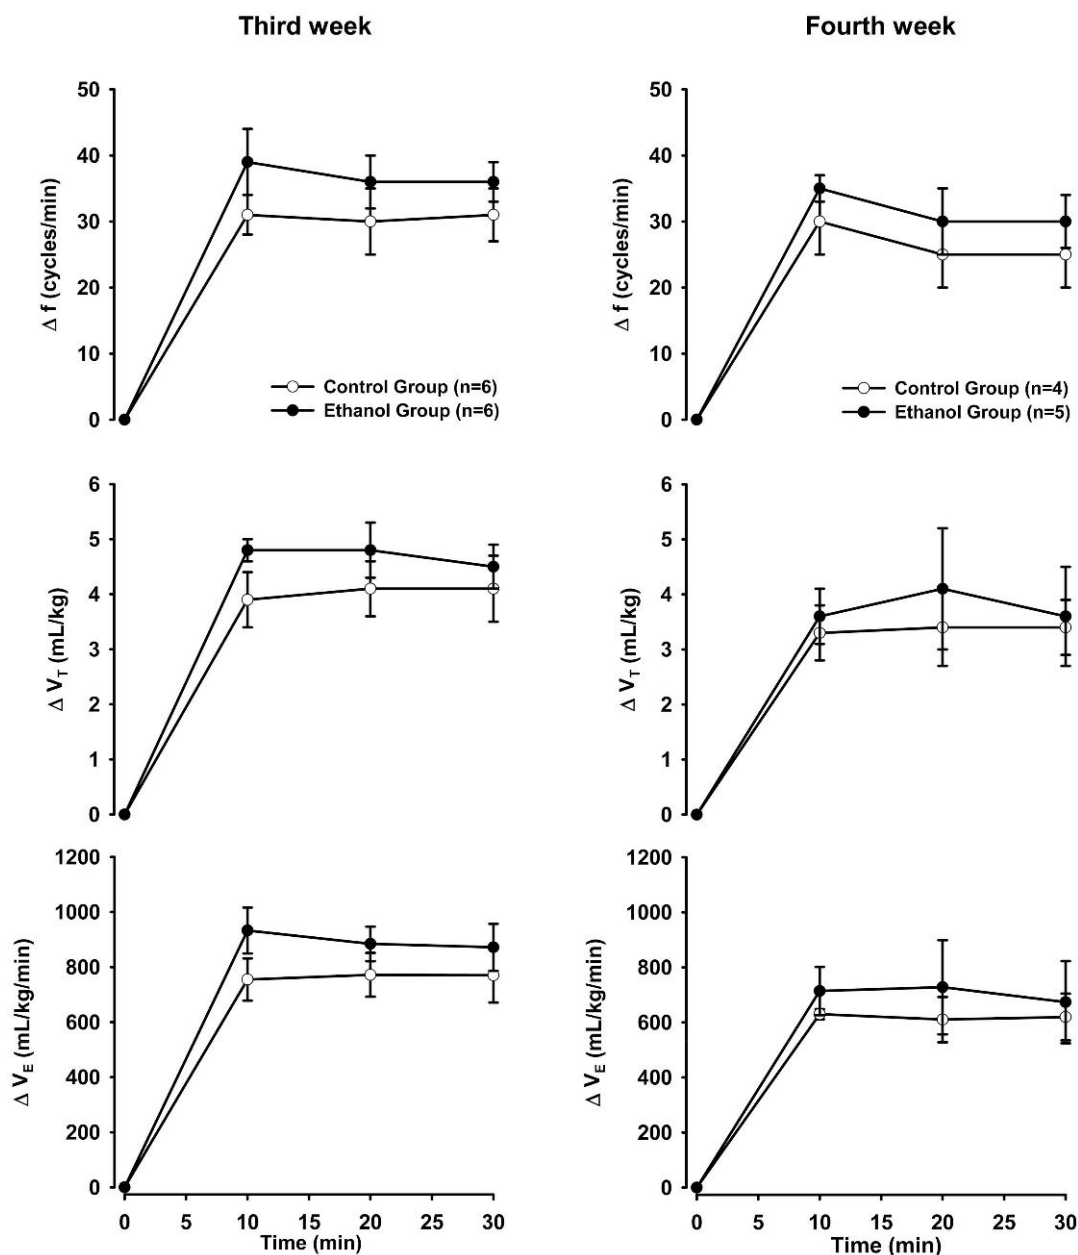 Third week
Fourth week
Δ f (cycles/min)
50
40
30
20
10
0
Control Group (n=6)
Ethanol Group (n=6)
Δ f (cycles/min)
50
40
30
20
10
0
Control Group (n=4)
Ethanol Group (n=5)
Δ VT (mL/kg)
6
5
4
3
2
1
0
Δ VT (mL/kg)
6
5
4
3
2
1
0
Δ VE (mL/kg/min)
1200
1000
800
600
400
200
0
0 5 10 15 20 25 30
Time (min)
Δ VE (mL/kg/min)
1200
1000
800
600
400
200
0
0 5 10 15 20 25 30
Time (min)